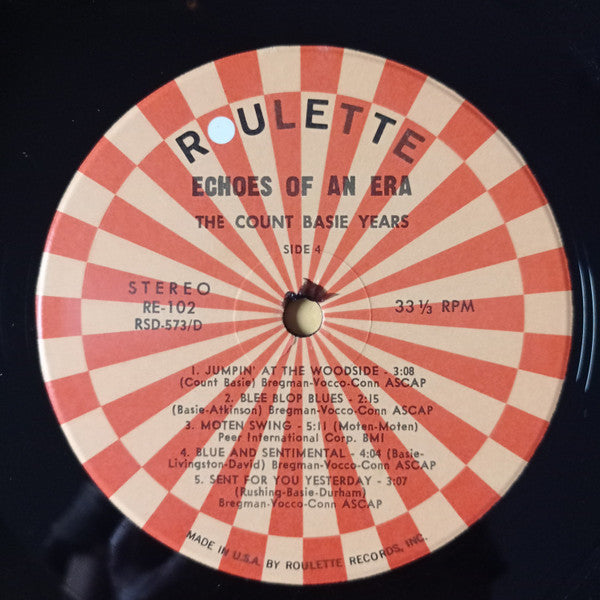 ROULETTE
ECHOES OF AN ERA
THE COUNT BASIE YEARS
SIDE 4
STEREO
RE-102
RSD-573/D
33 1/3 RPM
1. JUMPIN' AT THE WOODSIDE - 3:08
(Count Basie) Bregman-Vocco-Conn ASCAP
2. BLEE BLOP BLUES - 2:15
(Basie-Atkinson) Bregman-Vocco-Conn ASCAP
3. MOTEN SWING - 5:11 (Moten-Moten)
Peer International Corp. BMI
4. BLUE AND SENTIMENTAL - 4:04 (Basie-
Livingston-David) Bregman-Vocco-Conn ASCAP
5. SENT FOR YOU YESTERDAY - 3:07
(Rushing-Basie-Durham)
Bregman-Vocco-Conn ASCAP
MADE IN U.S.A. BY ROULETTE RECORDS, INC.